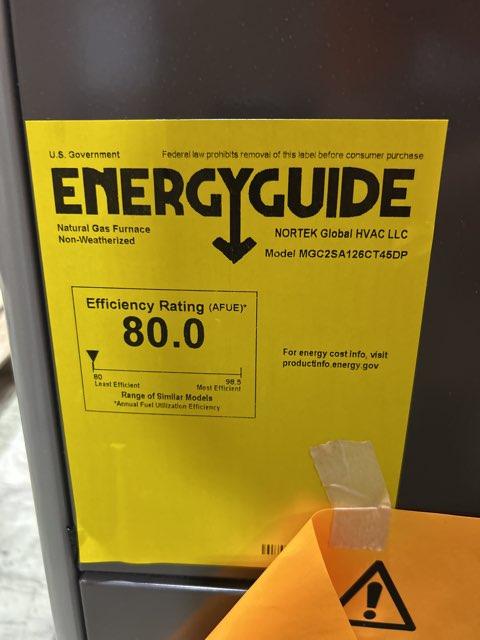 U.S. Government Federal law prohibits removal of this label before consumer purchase
ENERGYGUIDE
Natural Gas Furnace
Non-Weatherized
NORTEK Global HVAC LLC
Model MGC2SA126CT45DP
Efficiency Rating (AFUE)*
80.0
80 98.5
Least Efficient Most Efficient
Range of Similar Models
*Annual Fuel Utilization Efficiency
For energy cost info, visit
productinfo.energy.gov